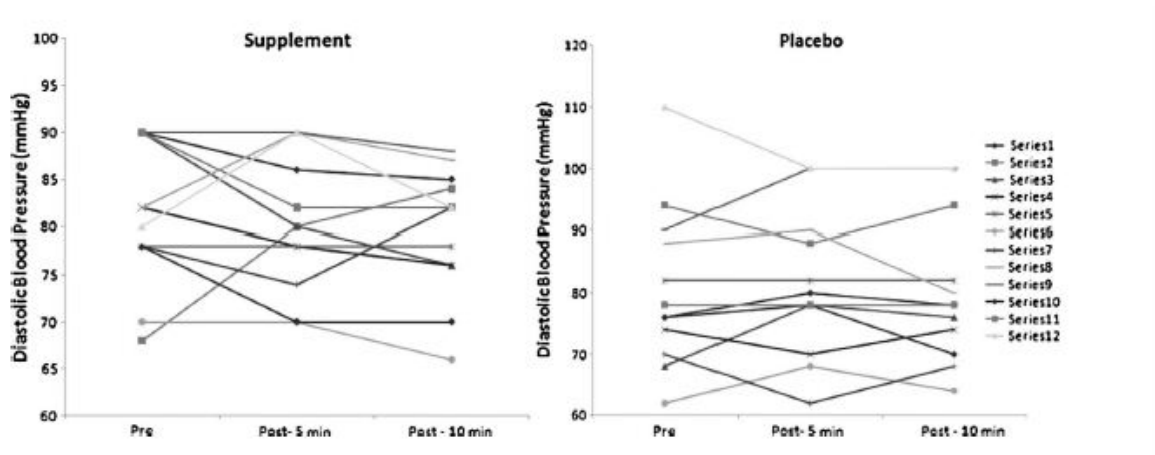 Supplement
Diastolic Blood Pressure (mmHg)
100
95
90
85
80
75
70
65
60
Pre
Post- 5 min
Post - 10 min
Placebo
Diastolic Blood Pressure (mmHg)
120
110
100
90
80
70
60
Pre
Post- 5 min
Post - 10 min
Series1
Series2
Series3
Series4
Series5
Series6
Series7
Series8
Series9
Series10
Series11
Series12